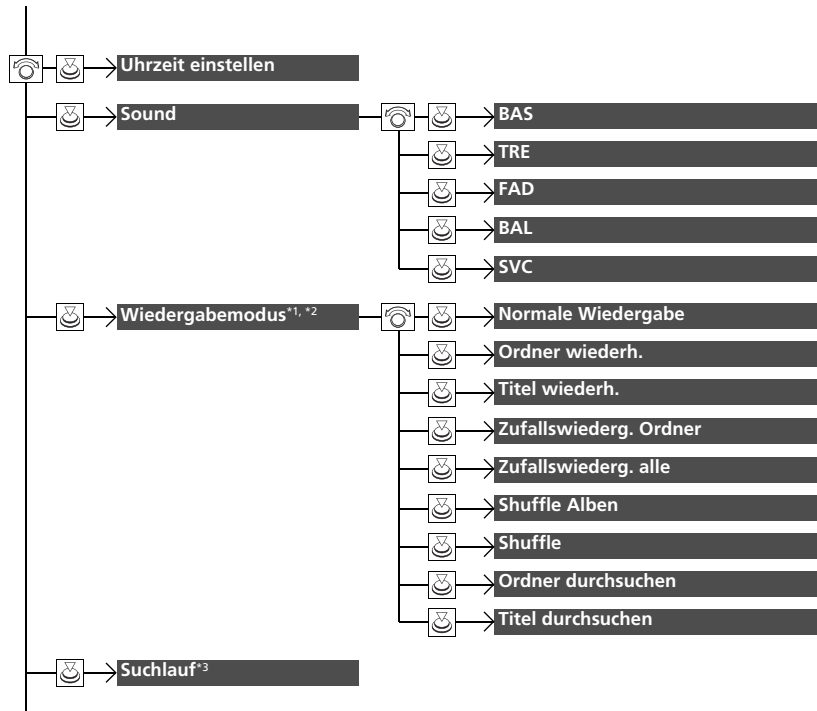 Uhrzeit einstellen
Sound
BAS
TRE
FAD
BAL
SVC
Wiedergabemodus*1, *2
Normale Wiedergabe
Ordner wiederh.
Titel wiederh.
Zufallswiederg. Ordner
Zufallswiederg. alle
Shuffle Alben
Shuffle
Ordner durchsuchen
Titel durchsuchen
Suchlauf*3